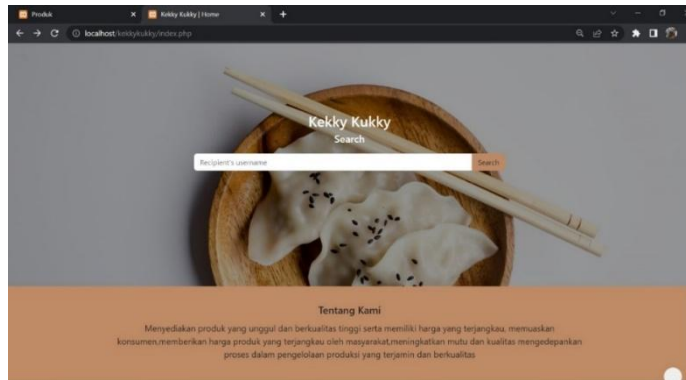 Produk
Kekky Kukky | Home
localhost/kekkykukky/index.php
Kekky Kukky
Search
Recipient's username
Search
Tentang Kami
Menyediakan produk yang unggul dan berkualitas tinggi serta memiliki harga yang terjangkau, memuaskan
konsumen,memberikan harga produk yang terjangkau oleh masyarakat,meningkatkan mutu dan kualitas mengedepankan
proses dalam pengelolaan produksi yang terjamin dan berkualitas